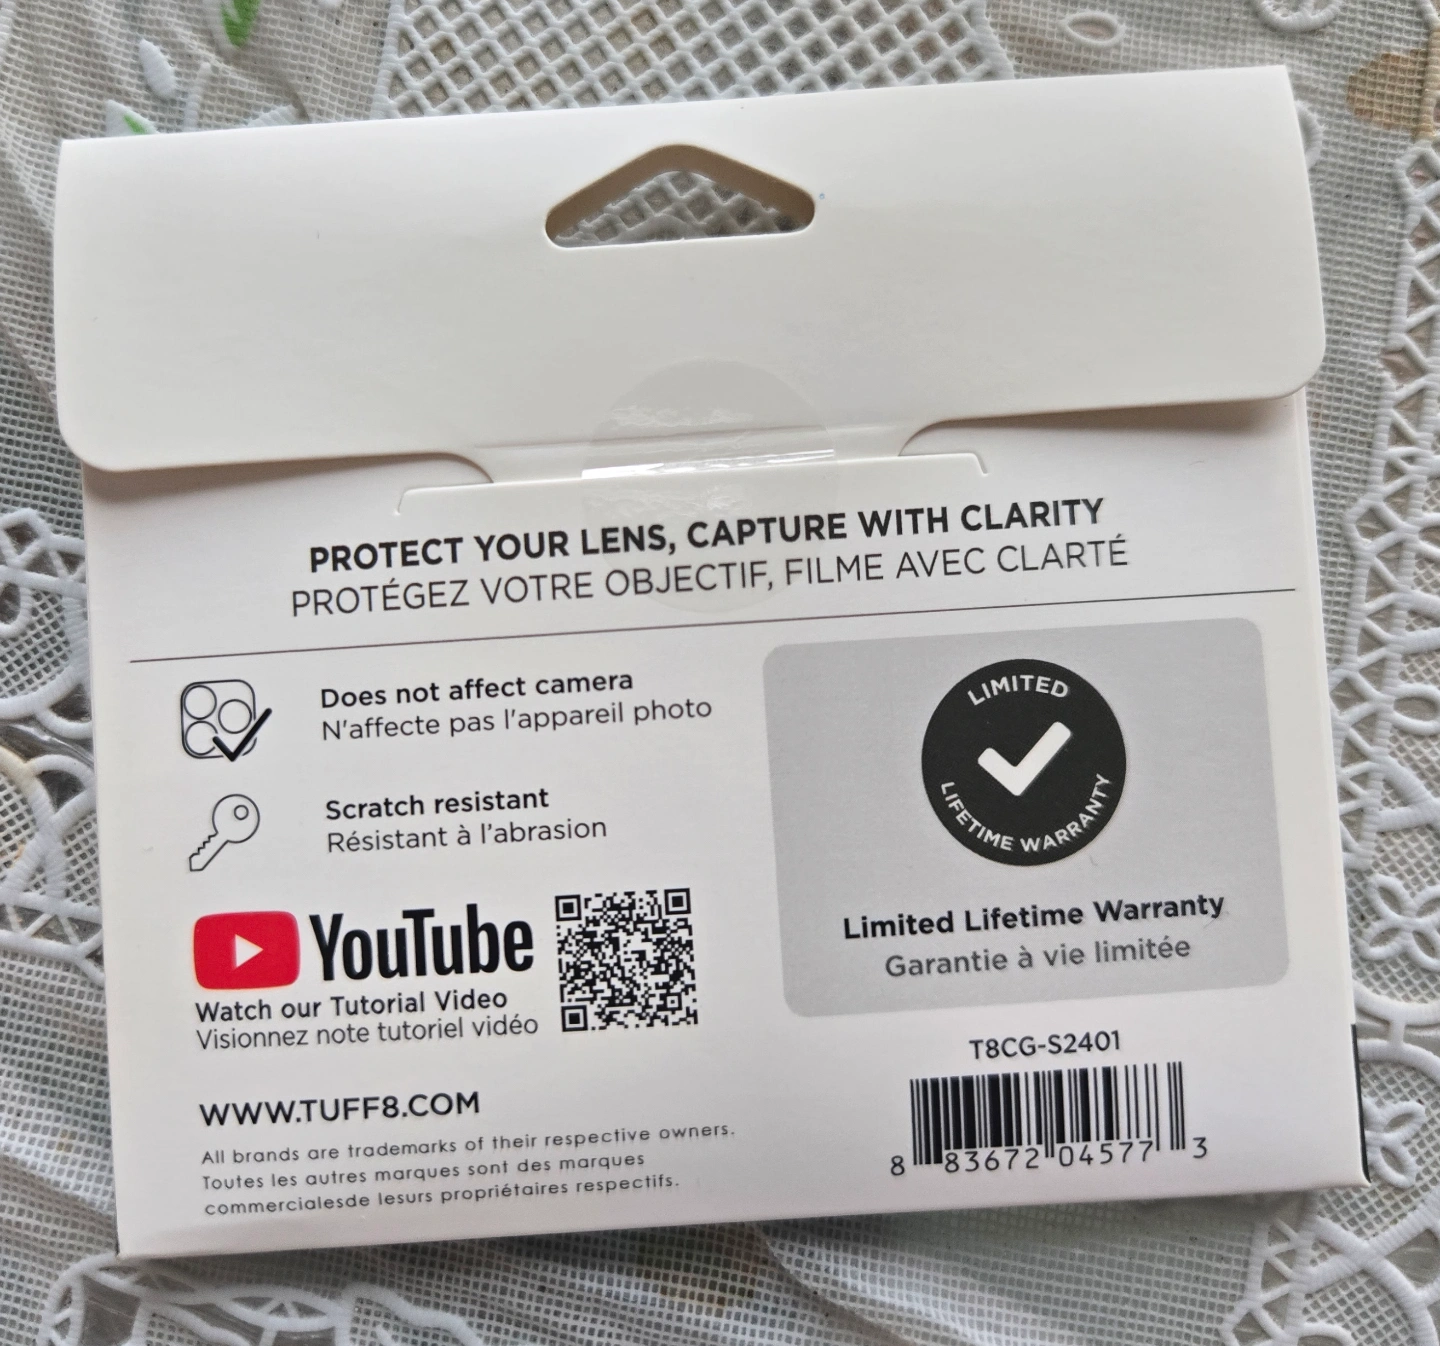 PROTECT YOUR LENS, CAPTURE WITH CLARITY
PROTÉGEZ VOTRE OBJECTIF, FILME AVEC CLARTÉ
Does not affect camera
N'affecte pas l'appareil photo
Scratch resistant
Résistant à l'abrasion
YouTube
Watch our Tutorial Video
Visionnez note tutoriel vidéo
WWW.TUFF8.COM
All brands are trademarks of their respective owners.
Toutes les autres marques sont des marques
commercialesde lesurs propriétaires respectifs.
LIMITED
LIFETIME WARRANTY
Limited Lifetime Warranty
Garantie à vie limitée
T8CG-S2401
8 83672 04577 3